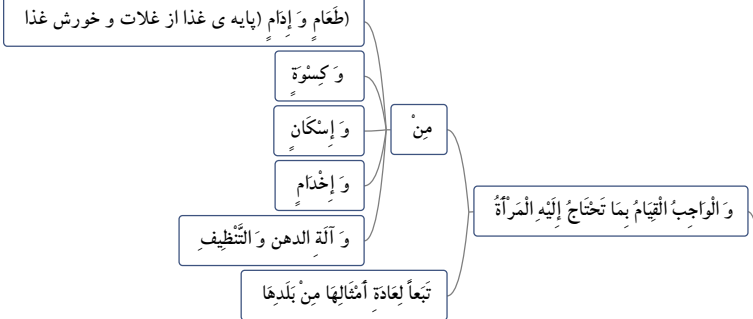 وَ الْوَاجِبُ الْقِيَامُ بِمَا تَحْتَاجُ إِلَيْهِ الْمَرْأَةُ
مِنْ
(طَعَامٍ وَ إِدَامٍ (پایه ی غذا از غلات و خورش غذا
وَ كِسْوَةٍ
وَ إِسْكَانٍ
وَ إِخْدَامٍ
وَ آلَةِ الدهن وَ التَّنْظِيفِ
تَبَعاً لِعَادَةِ أَمْثَالِهَا مِنْ بَلَدِهَا